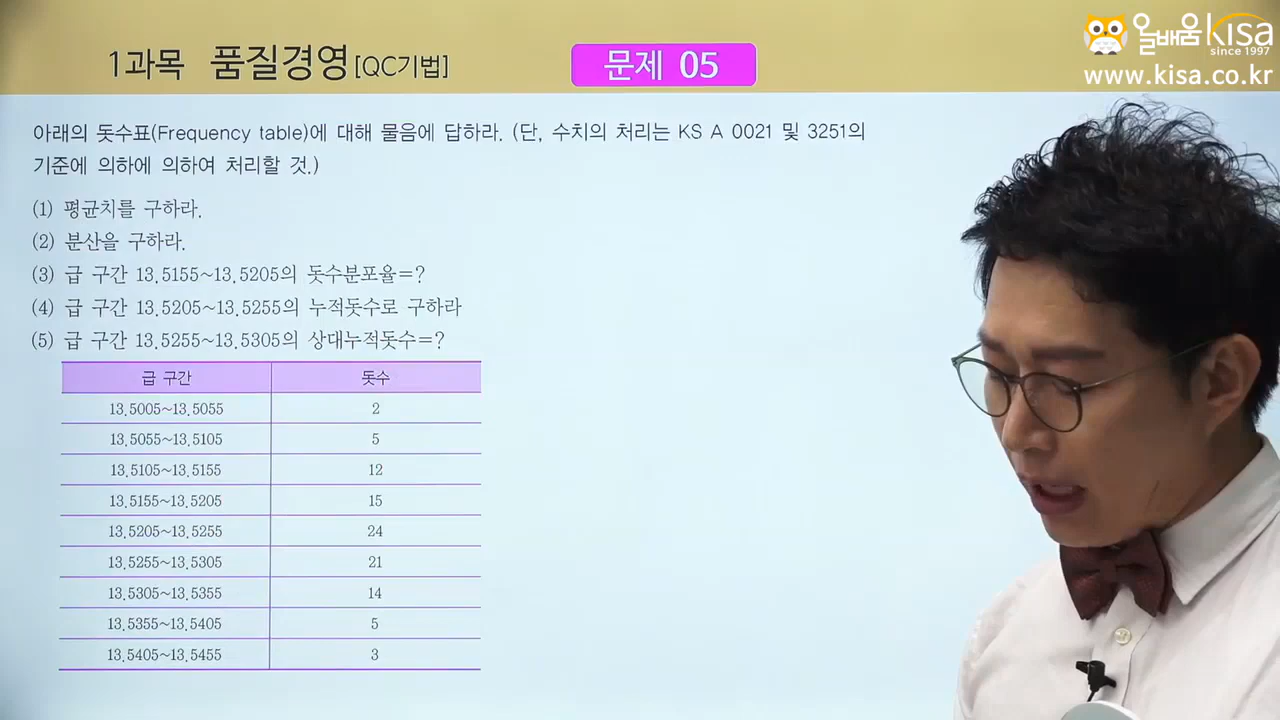 1과목 품질경영[QC기법]
문제 05
올배움kisa
since 1997
www.kisa.co.kr
아래의 돗수표(Frequency table)에 대해 물음에 답하라. (단, 수치의 처리는 KS A 0021 및 3251의
기준에 의하에 의하여 처리할 것.)
(1) 평균치를 구하라.
(2) 분산을 구하라.
(3) 급 구간 13.5155~13.5205의 돗수분포율=?
(4) 급 구간 13.5205~13.5255의 누적돗수로 구하라
(5) 급 구간 13.5255~13.5305의 상대누적돗수=?
급 구간 돗수
13.5005~13.5055 2
13.5055~13.5105 5
13.5105~13.5155 12
13.5155~13.5205 15
13.5205~13.5255 24
13.5255~13.5305 21
13.5305~13.5355 14
13.5355~13.5405 5
13.5405~13.5455 3